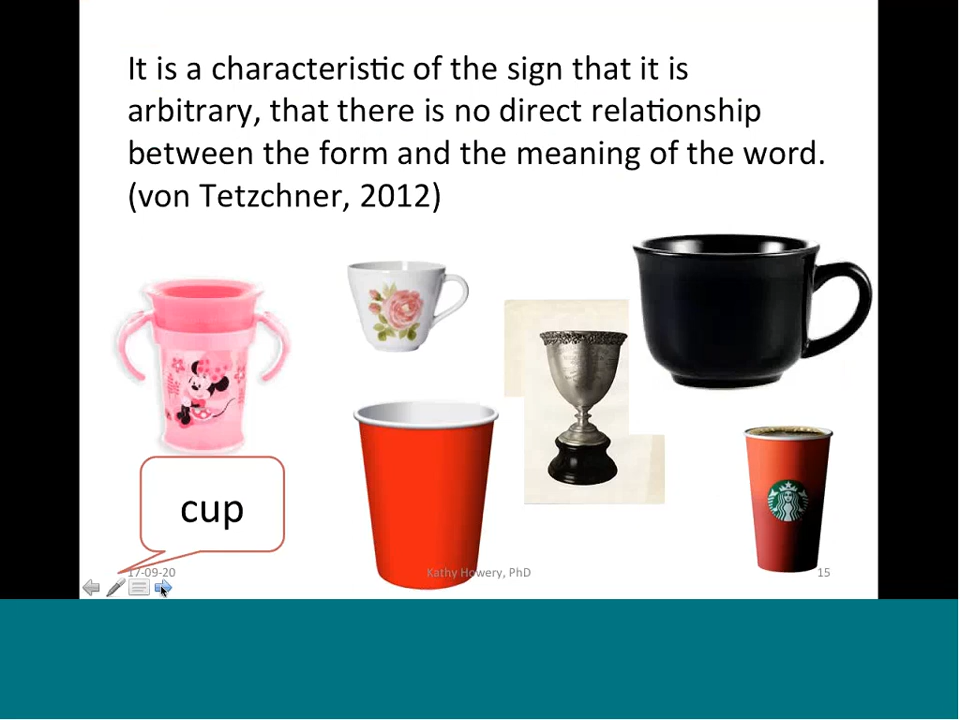 It is a characteristic of the sign that it is
arbitrary, that there is no direct relationship
between the form and the meaning of the word.
(von Tetzchner, 2012)
cup
17-09-20
Kathy Howery, PhD
15